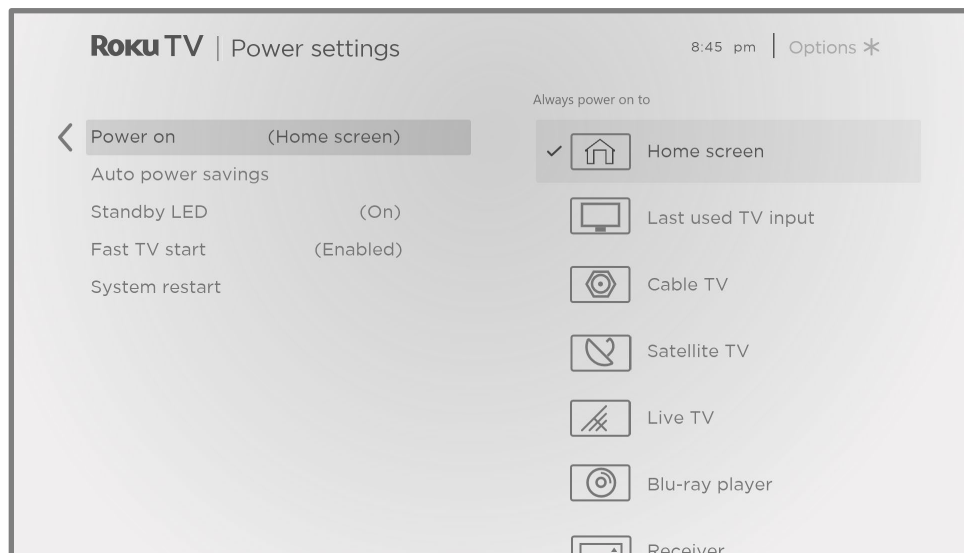 Roku TV | Power settings
8:45 pm | Options *
Always power on to
Power on (Home screen)
Auto power savings
Standby LED (On)
Fast TV start (Enabled)
System restart
Home screen
Last used TV input
Cable TV
Satellite TV
Live TV
Blu-ray player
Receiver